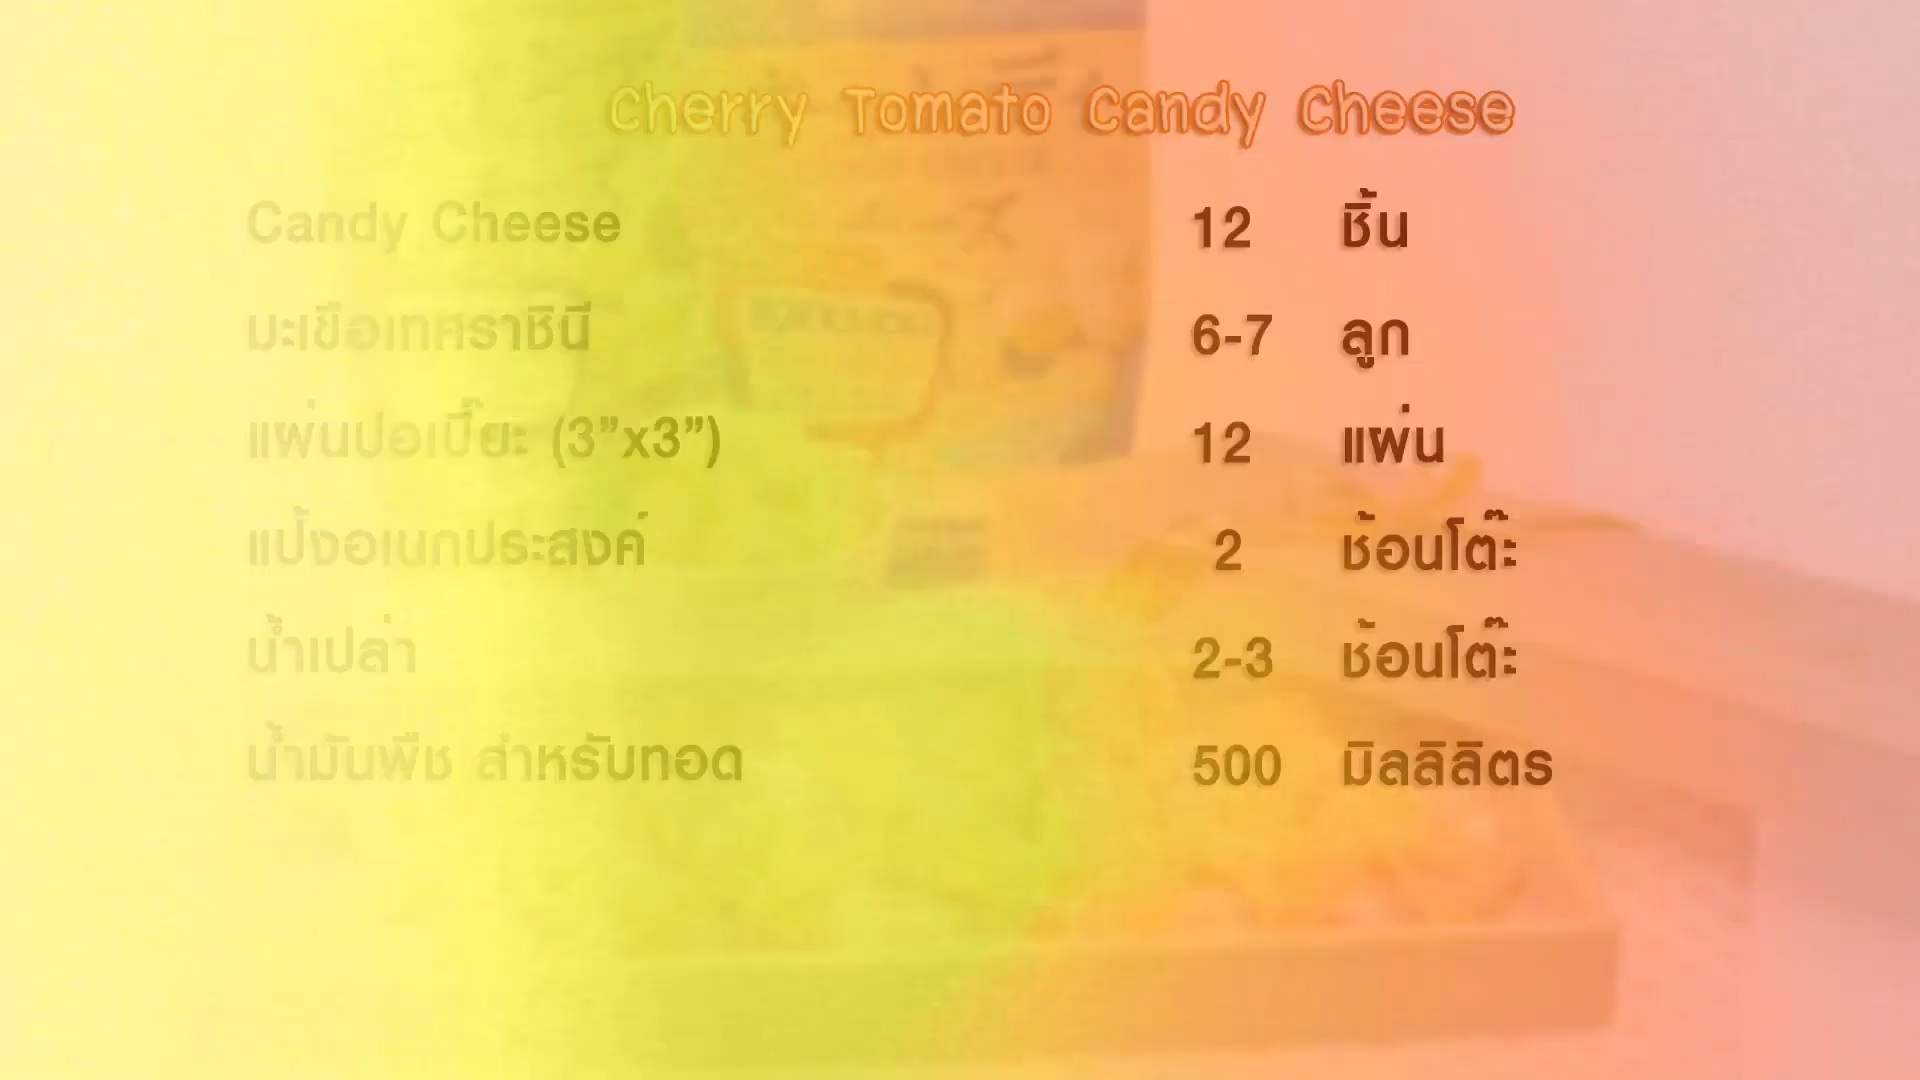 Cherry Tomato Candy Cheese
Candy Cheese 12 ชิ้น
มะเขือเทศราชินี 6-7 ลูก
แผ่นปอเปี๊ยะ (3”x3”) 12 แผ่น
แป้งอเนกประสงค์ 2 ช้อนโต๊ะ
น้ำเปล่า 2-3 ช้อนโต๊ะ
น้ำมันพืช สำหรับทอด 500 มิลลิลิตร